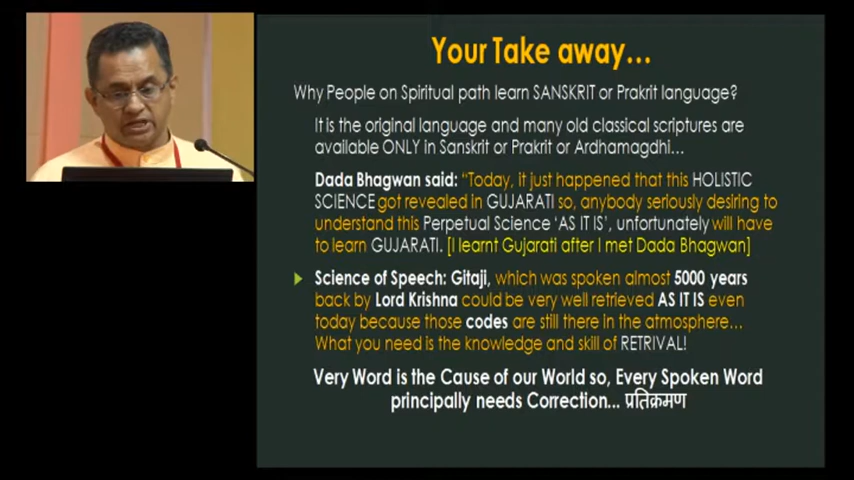 Your Take away...
Why People on Spiritual path learn SANSKRIT or Prakrit language?
It is the original language and many old classical scriptures are
available ONLY in Sanskrit or Prakrit or Ardhamagdhi...
Dada Bhagwan said: “Today, it just happened that this HOLISTIC
SCIENCE got revealed in GUJARATI so, anybody seriously desiring to
understand this Perpetual Science ‘AS IT IS’, unfortunately will have
to learn GUJARATI. [I learnt Gujarati after I met Dada Bhagwan]
Science of Speech: Gitaji, which was spoken almost 5000 years
back by Lord Krishna could be very well retrieved AS IT IS even
today because those codes are still there in the atmosphere...
What you need is the knowledge and skill of RETRIVAL!
Very Word is the Cause of our World so, Every Spoken Word
principally needs Correction... प्रतिक्रमण